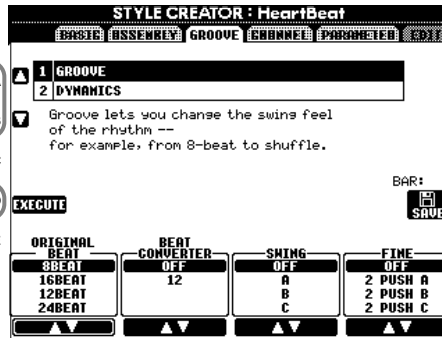 STYLE CREATOR : HeartBeat
BASIC ASSEMBLY GROOVE CHANNEL PARAMETER EDIT
1 GROOVE
2 DYNAMICS
Groove lets you change the swing feel
of the rhythm --
for example, from 8-beat to shuffle.
BAR:
EXECUTE
SAVE
ORIGINAL BEAT
BEAT CONVERTER
SWING
FINE
8BEAT OFF OFF OFF
16BEAT 12 A 2 PUSH A
12BEAT B 2 PUSH B
24BEAT C 2 PUSH C